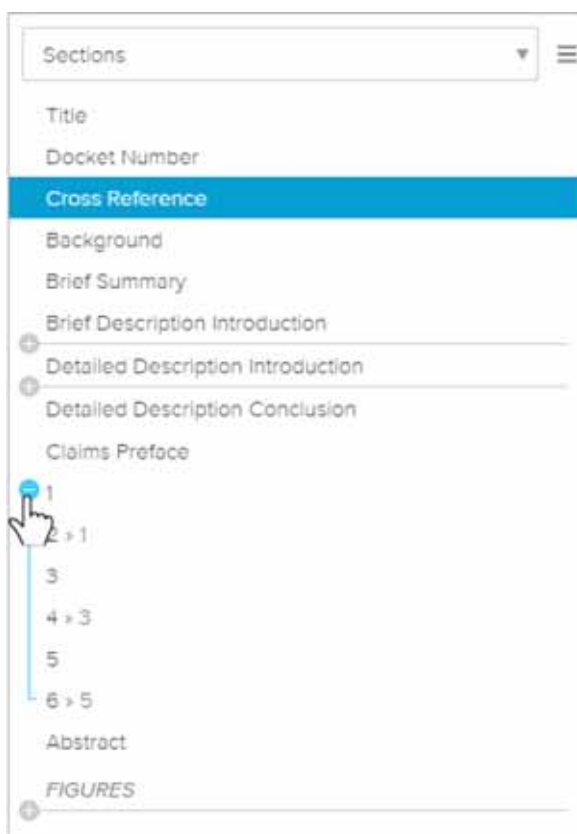 Sections
Title
Docket Number
Cross Reference
Background
Brief Summary
Brief Description Introduction
Detailed Description Introduction
Detailed Description Conclusion
Claims Preface
1
2 » 1
3
4 » 3
5
6 » 5
Abstract
FIGURES